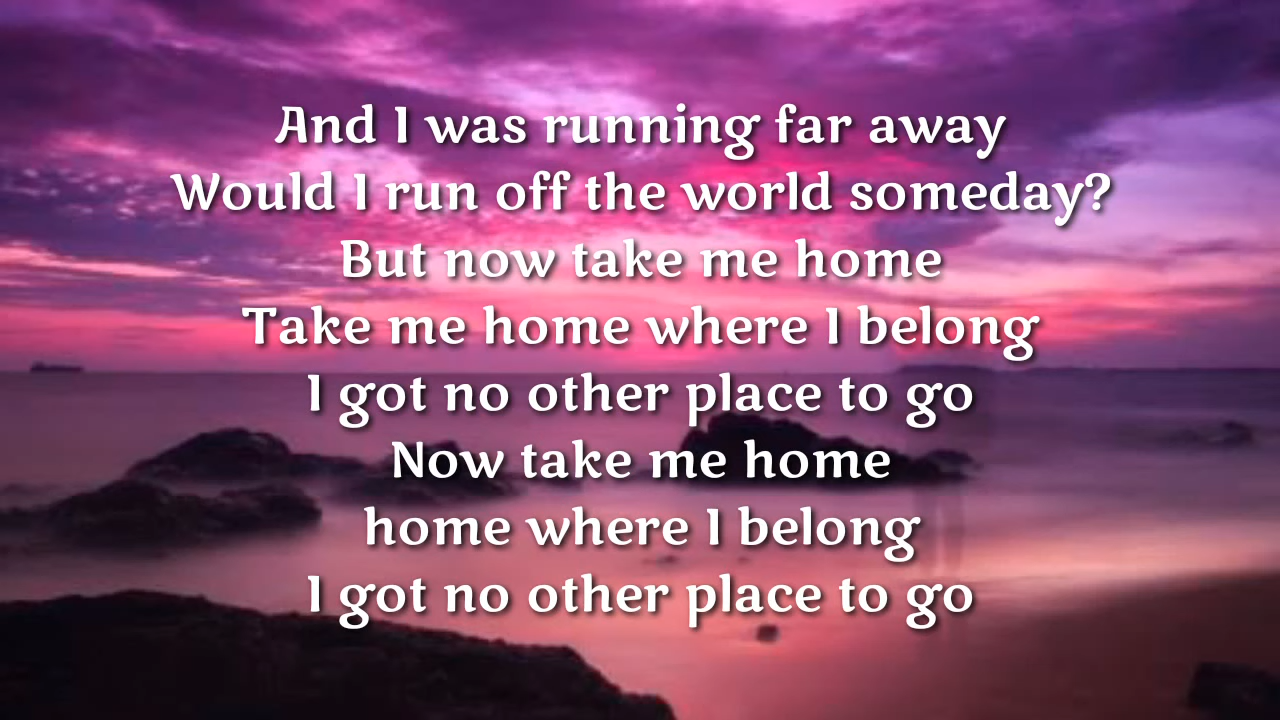 And I was running far away
Would I run off the world someday?
But now take me home
Take me home where I belong
I got no other place to go
Now take me home
home where I belong
I got no other place to go